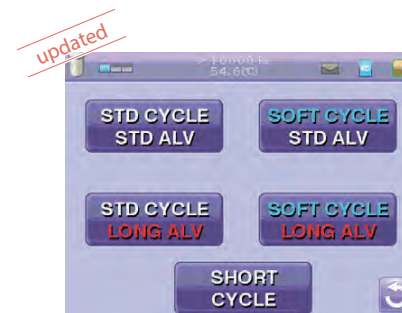 updated
54.6(°C)
STD CYCLE
STD ALV
SOFT CYCLE
STD ALV
STD CYCLE
LONG ALV
SOFT CYCLE
LONG ALV
SHORT
CYCLE